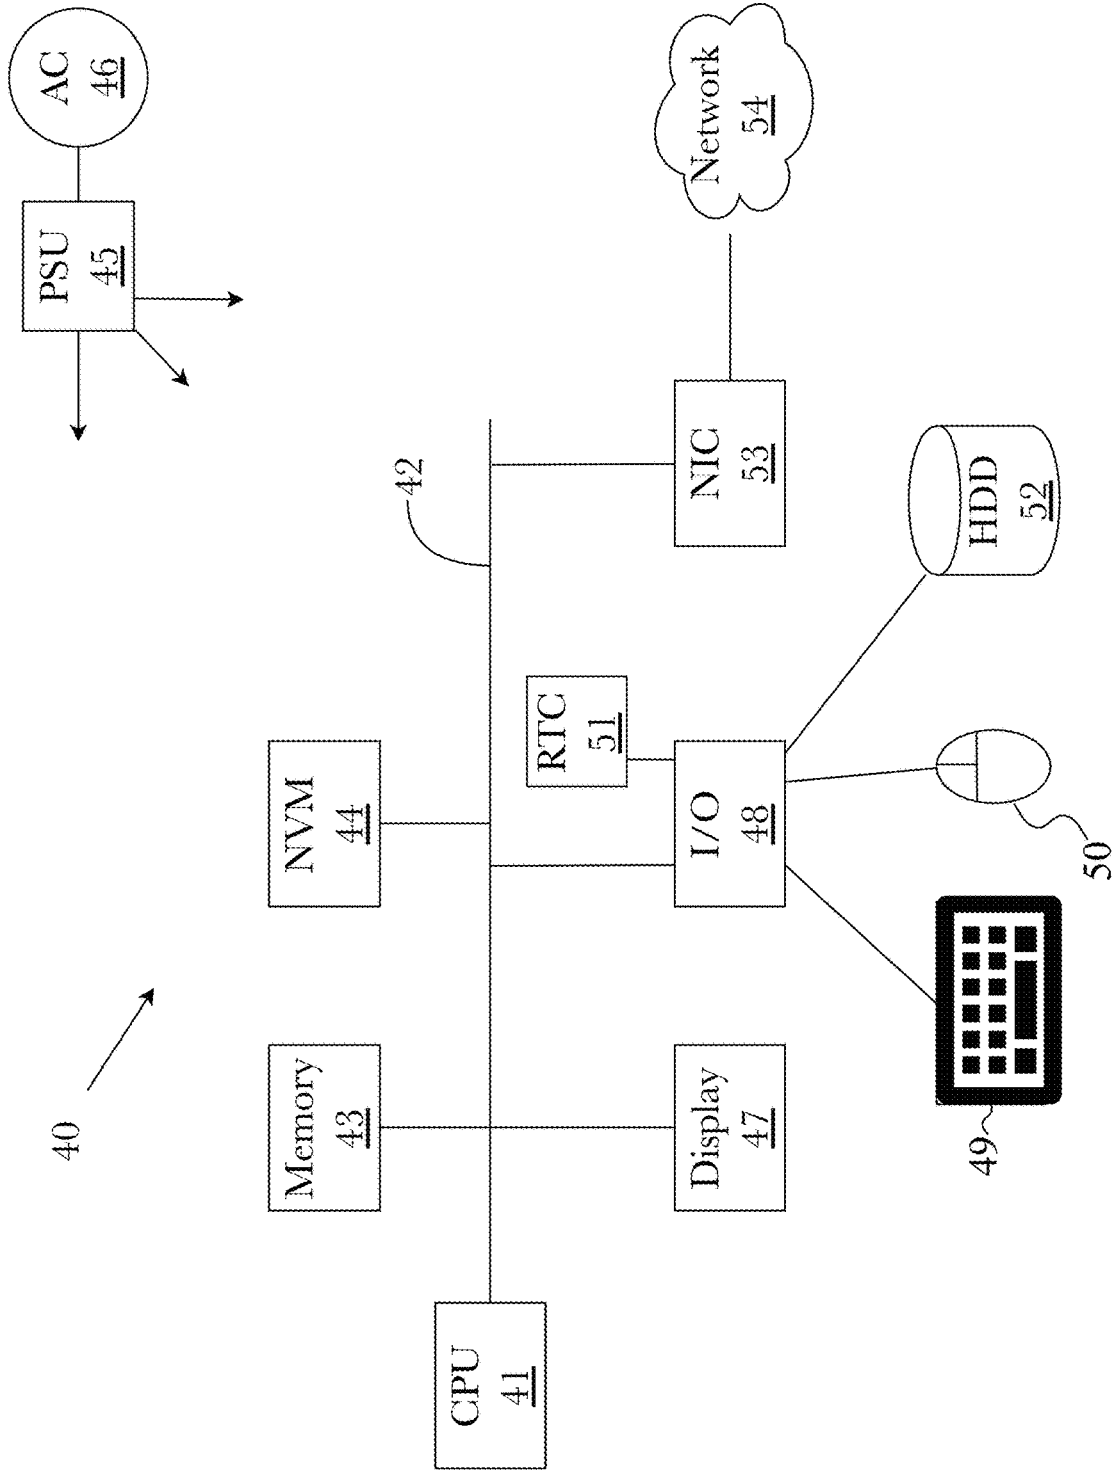 40
CPU
41
Memory
43
NVM
44
42
PSU
45
AC
46
Display
47
I/O
48
RTC
51
NIC
53
Network
54
49
50
HDD
52